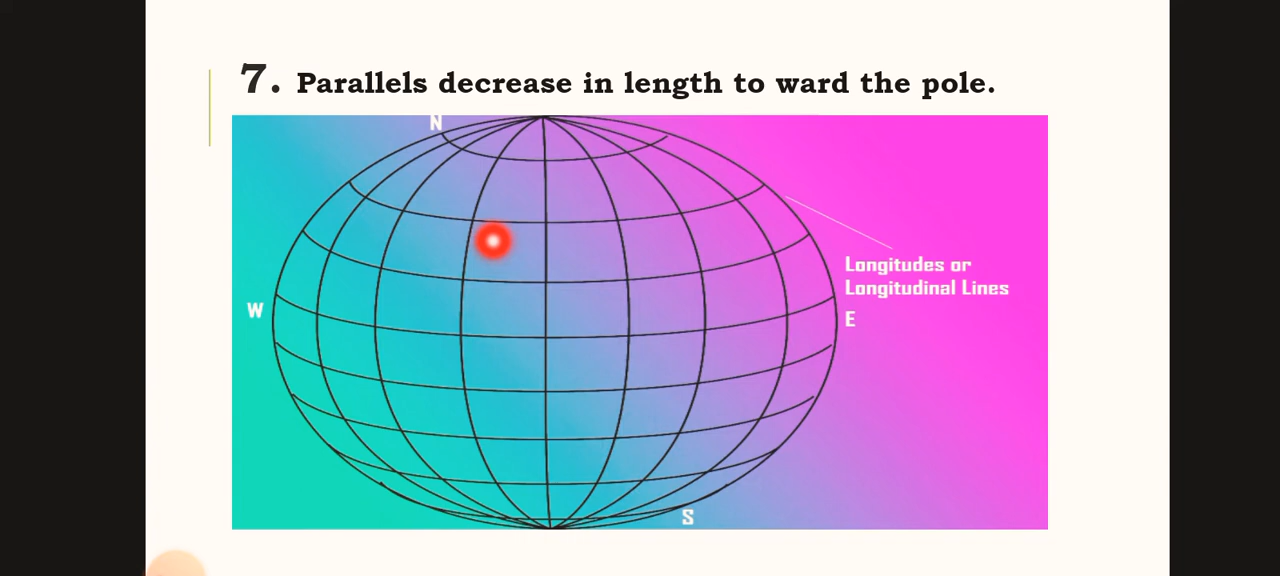 7. Parallels decrease in length to ward the pole.
N
Longitudes or
Longitudinal Lines
W
E
S